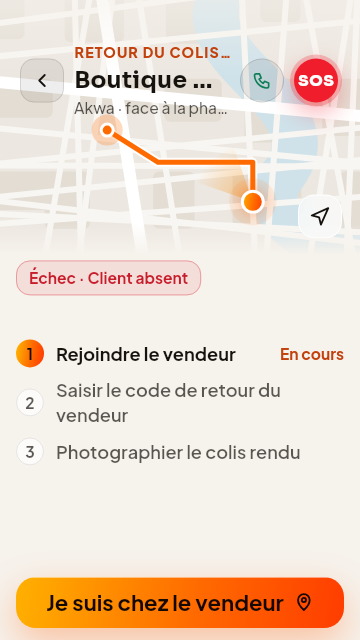 RETOUR DU COLIS…
Boutique …
Akwa · face à la pha…
SOS
Échec · Client absent
1 Rejoindre le vendeur En cours
2 Saisir le code de retour du
vendeur
3 Photographier le colis rendu
Je suis chez le vendeur